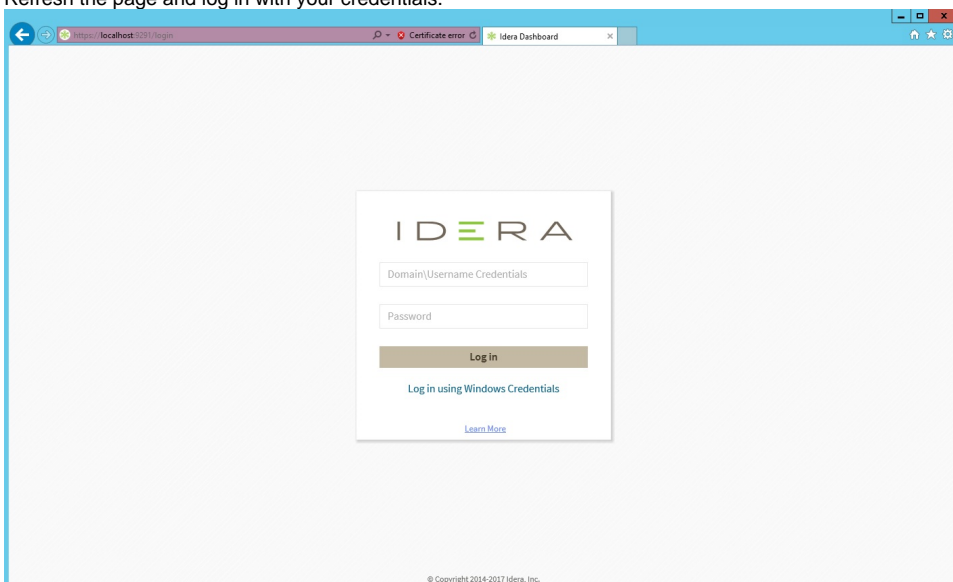 Refresh the page and log in with your credentials.
https://localhost:9291/login
Certificate error
Idera Dashboard
IDERA
Domain\Username Credentials
Password
Log in
Log in using Windows Credentials
Learn More
© Copyright 2014-2017 Idera, Inc.